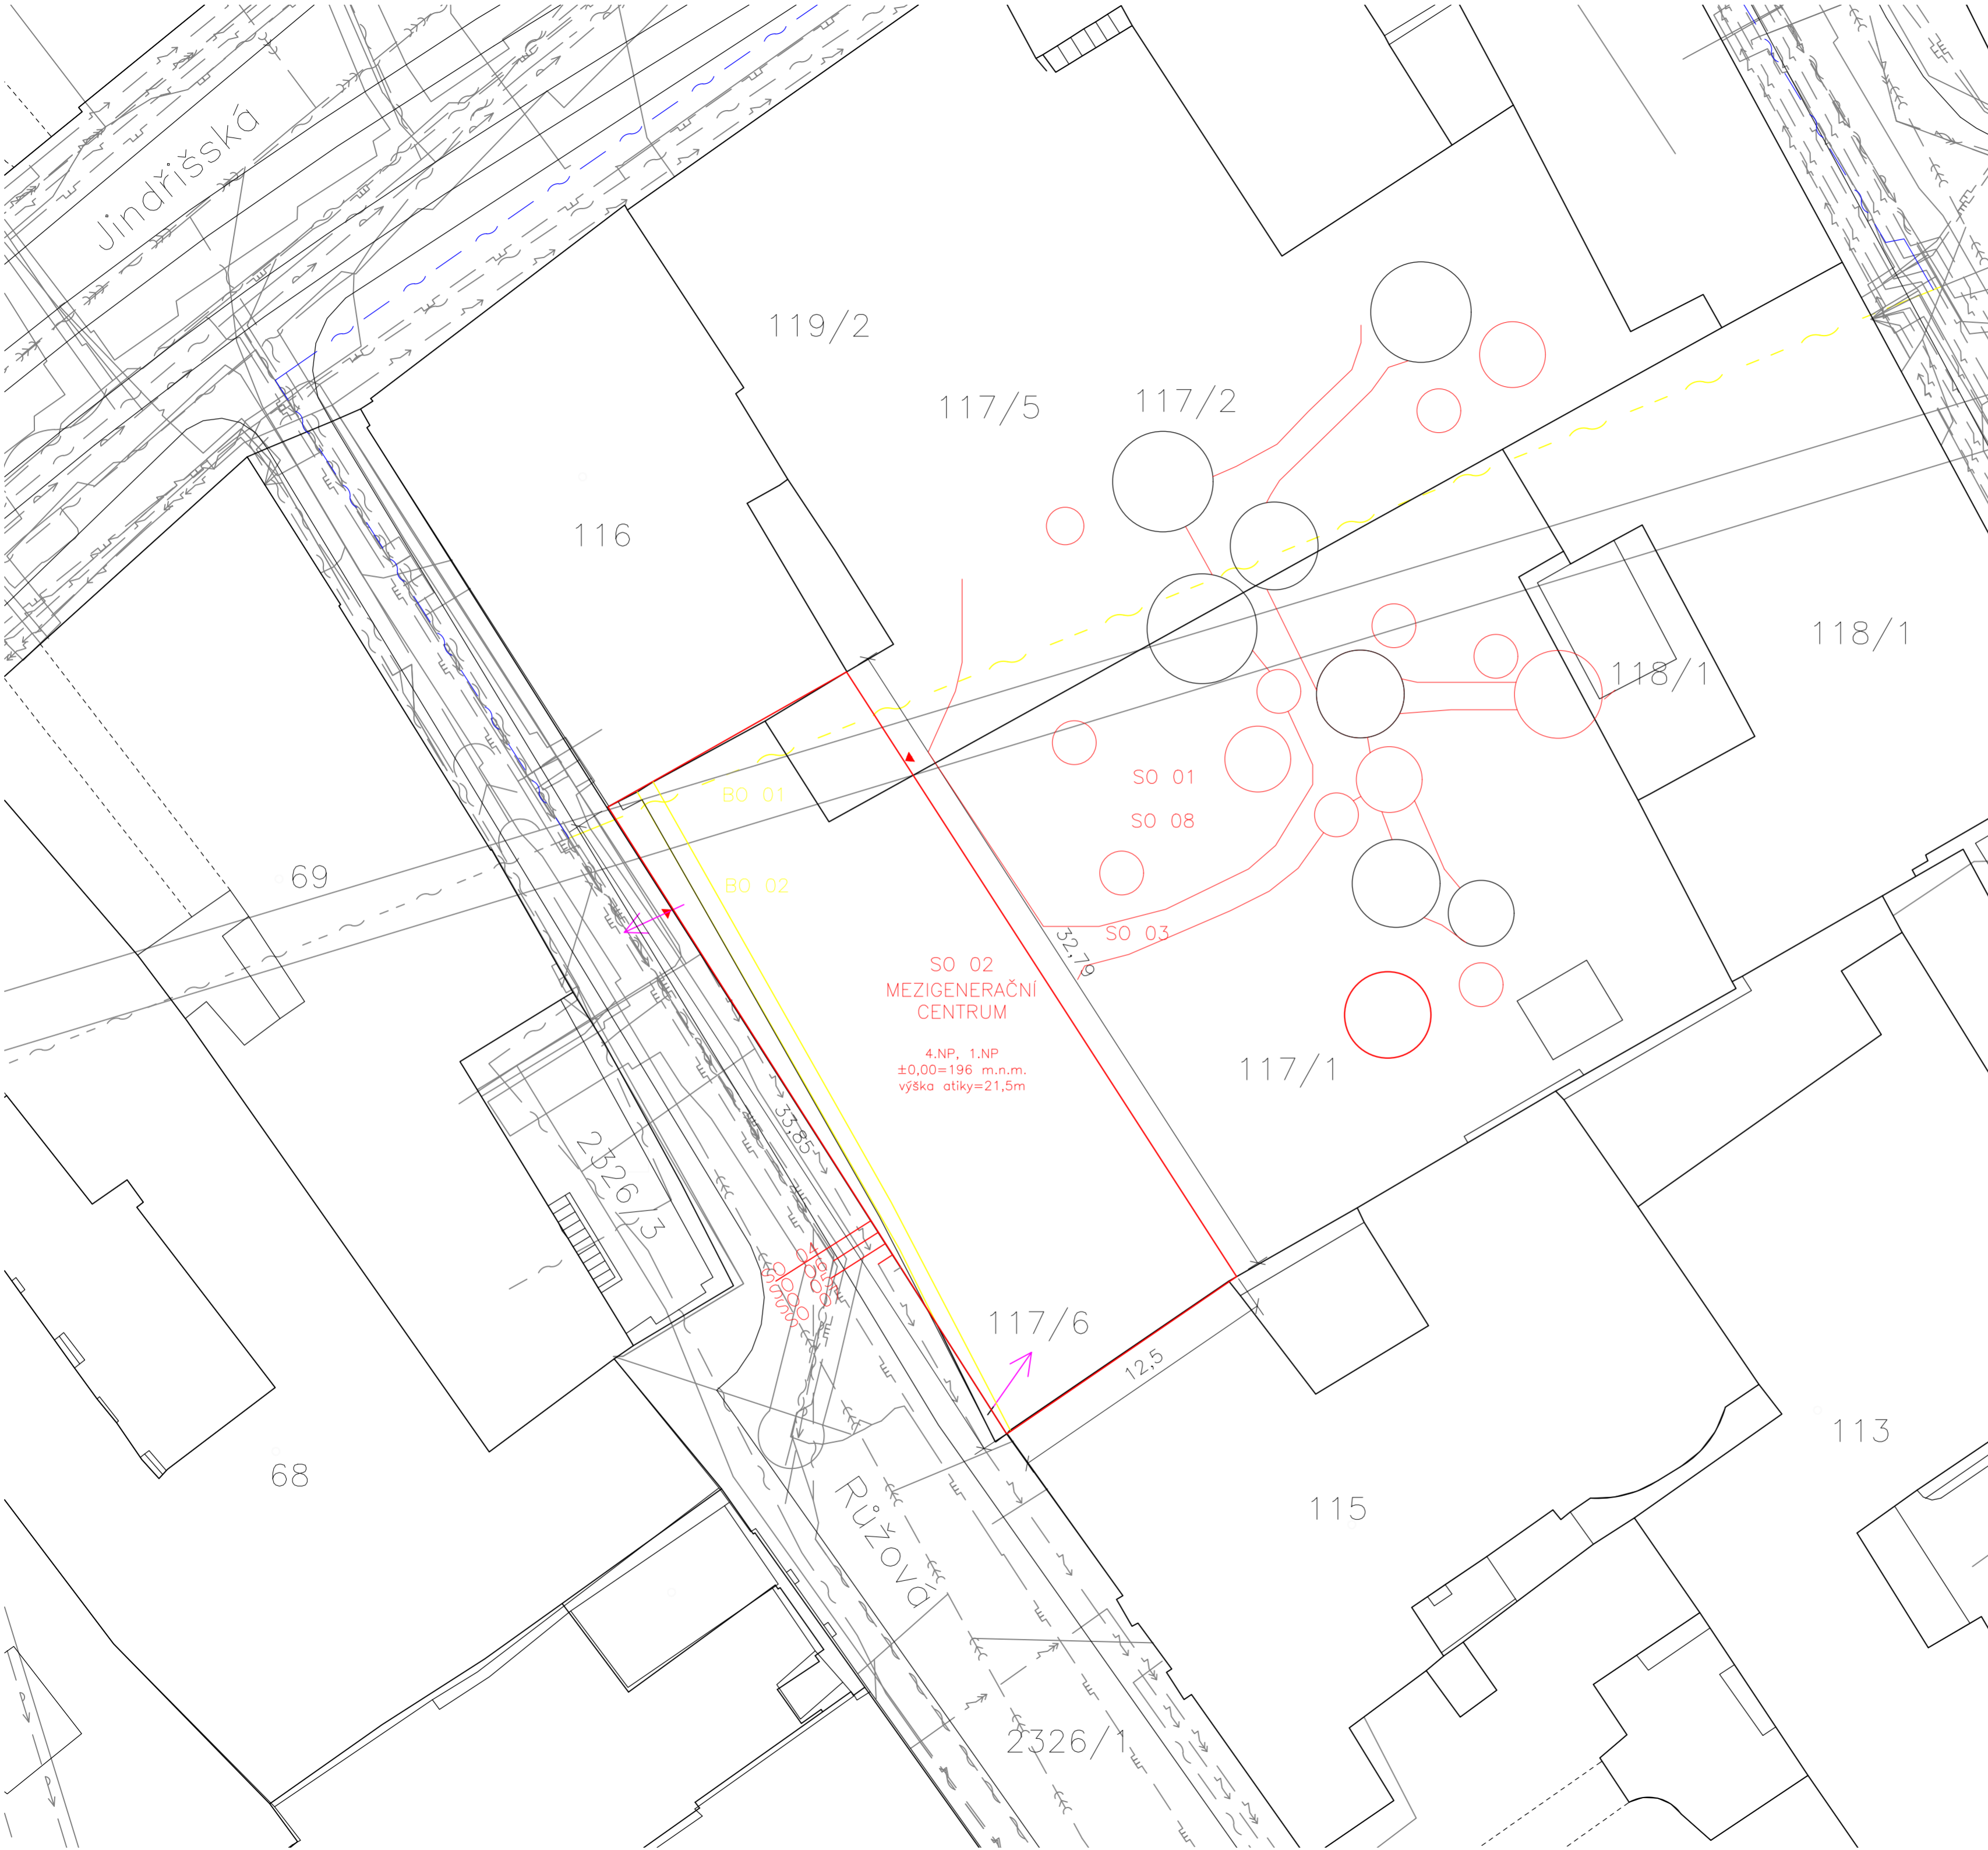 Jindřišská
119/2
117/5
117/2
116
118/1
118/1
SO 01
BO 01
SO 08
69
BO 02
SO 03
32,79
SO 02
MEZIGENERAČNÍ
CENTRUM
4.NP, 1.NP
±0,00=196 m.n.m.
výška atiky=21,5m
117/1
33,85
2326/3
117/6
12,5
113
68
115
Růžová
2326/1